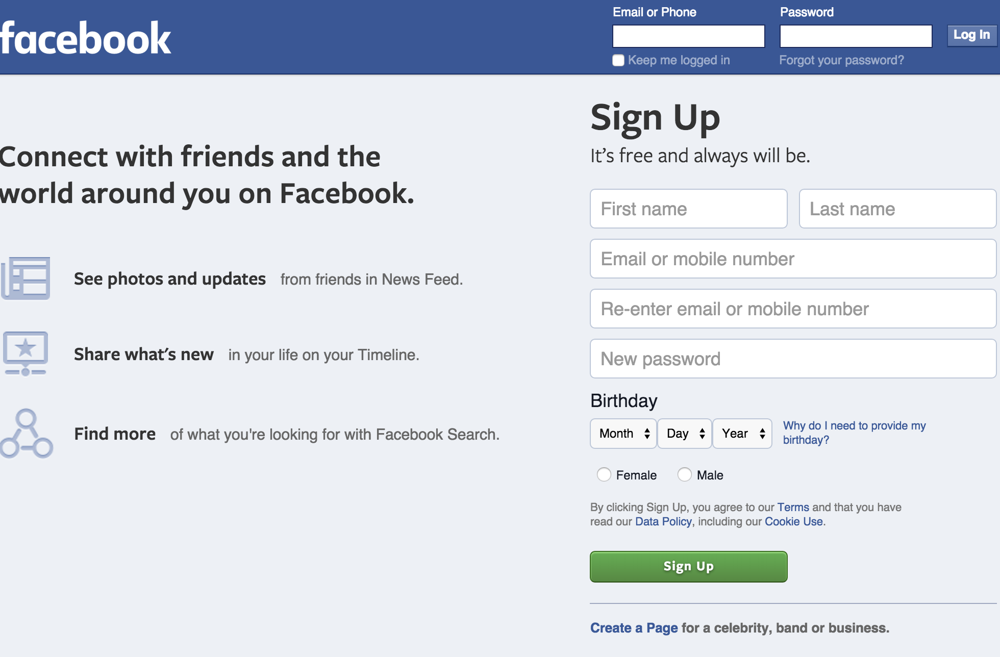 facebook
Email or Phone
Password
Log In
Keep me logged in
Forgot your password?
Connect with friends and the
world around you on Facebook.
See photos and updates from friends in News Feed.
Share what's new in your life on your Timeline.
Find more of what you're looking for with Facebook Search.
Sign Up
It’s free and always will be.
First name
Last name
Email or mobile number
Re-enter email or mobile number
New password
Birthday
Month
Day
Year
Why do I need to provide my
birthday?
Female
Male
By clicking Sign Up, you agree to our Terms and that you have
read our Data Policy, including our Cookie Use.
Sign Up
Create a Page for a celebrity, band or business.